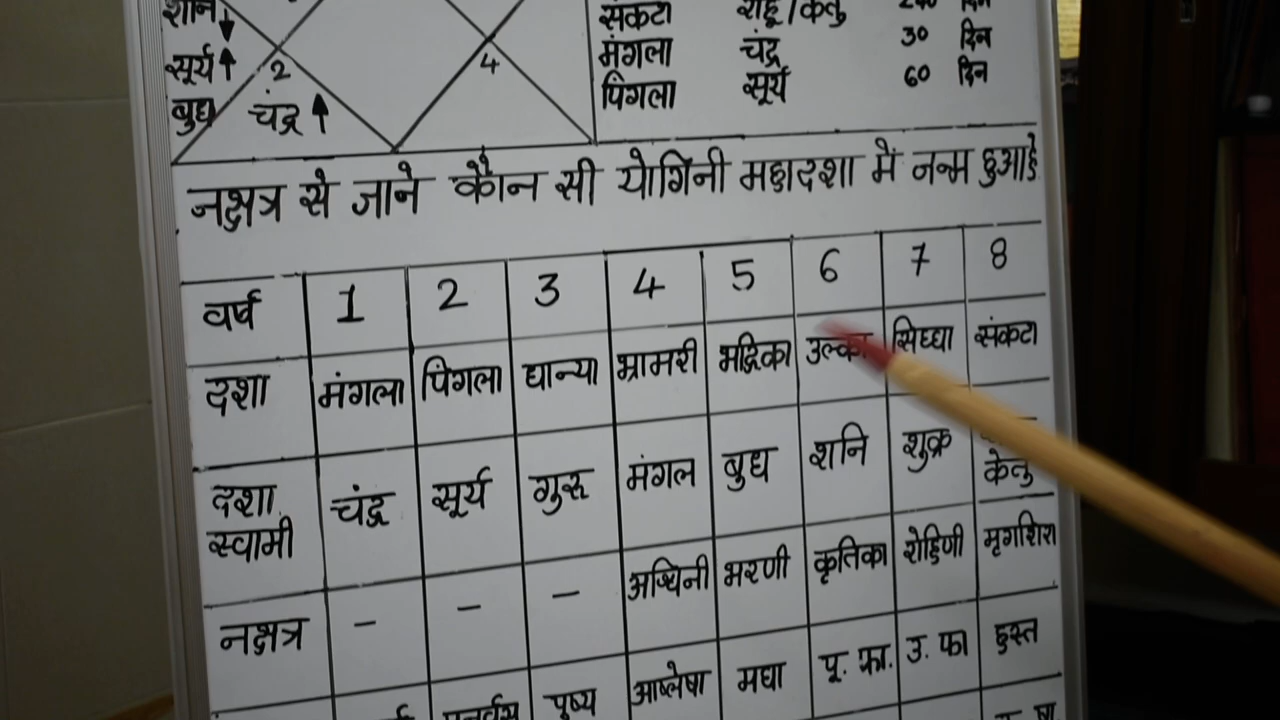 शनि
सूर्य 2 4
बुध चंद्र
संकटा राहू/केतु दिन
मंगला चंद्र 30 दिन
पिंगला सूर्य 60 दिन
नक्षत्र से जाने कौन सी योगिनी महादशा में जन्म हुआ है
वर्ष 1 2 3 4 5 6 7 8
दशा मंगला पिंगला धान्या भ्रामरी भद्रिका उल्का सिध्धा संकटा
दशा स्वामी चंद्र सूर्य गुरू मंगल बुध शनि शुक्र केतु
नक्षत्र - - - अश्विनी भरणी कृतिका रोहिणी मृगशिरा
पुष्य आश्लेषा मघा पू. फा. उ. फा हस्त